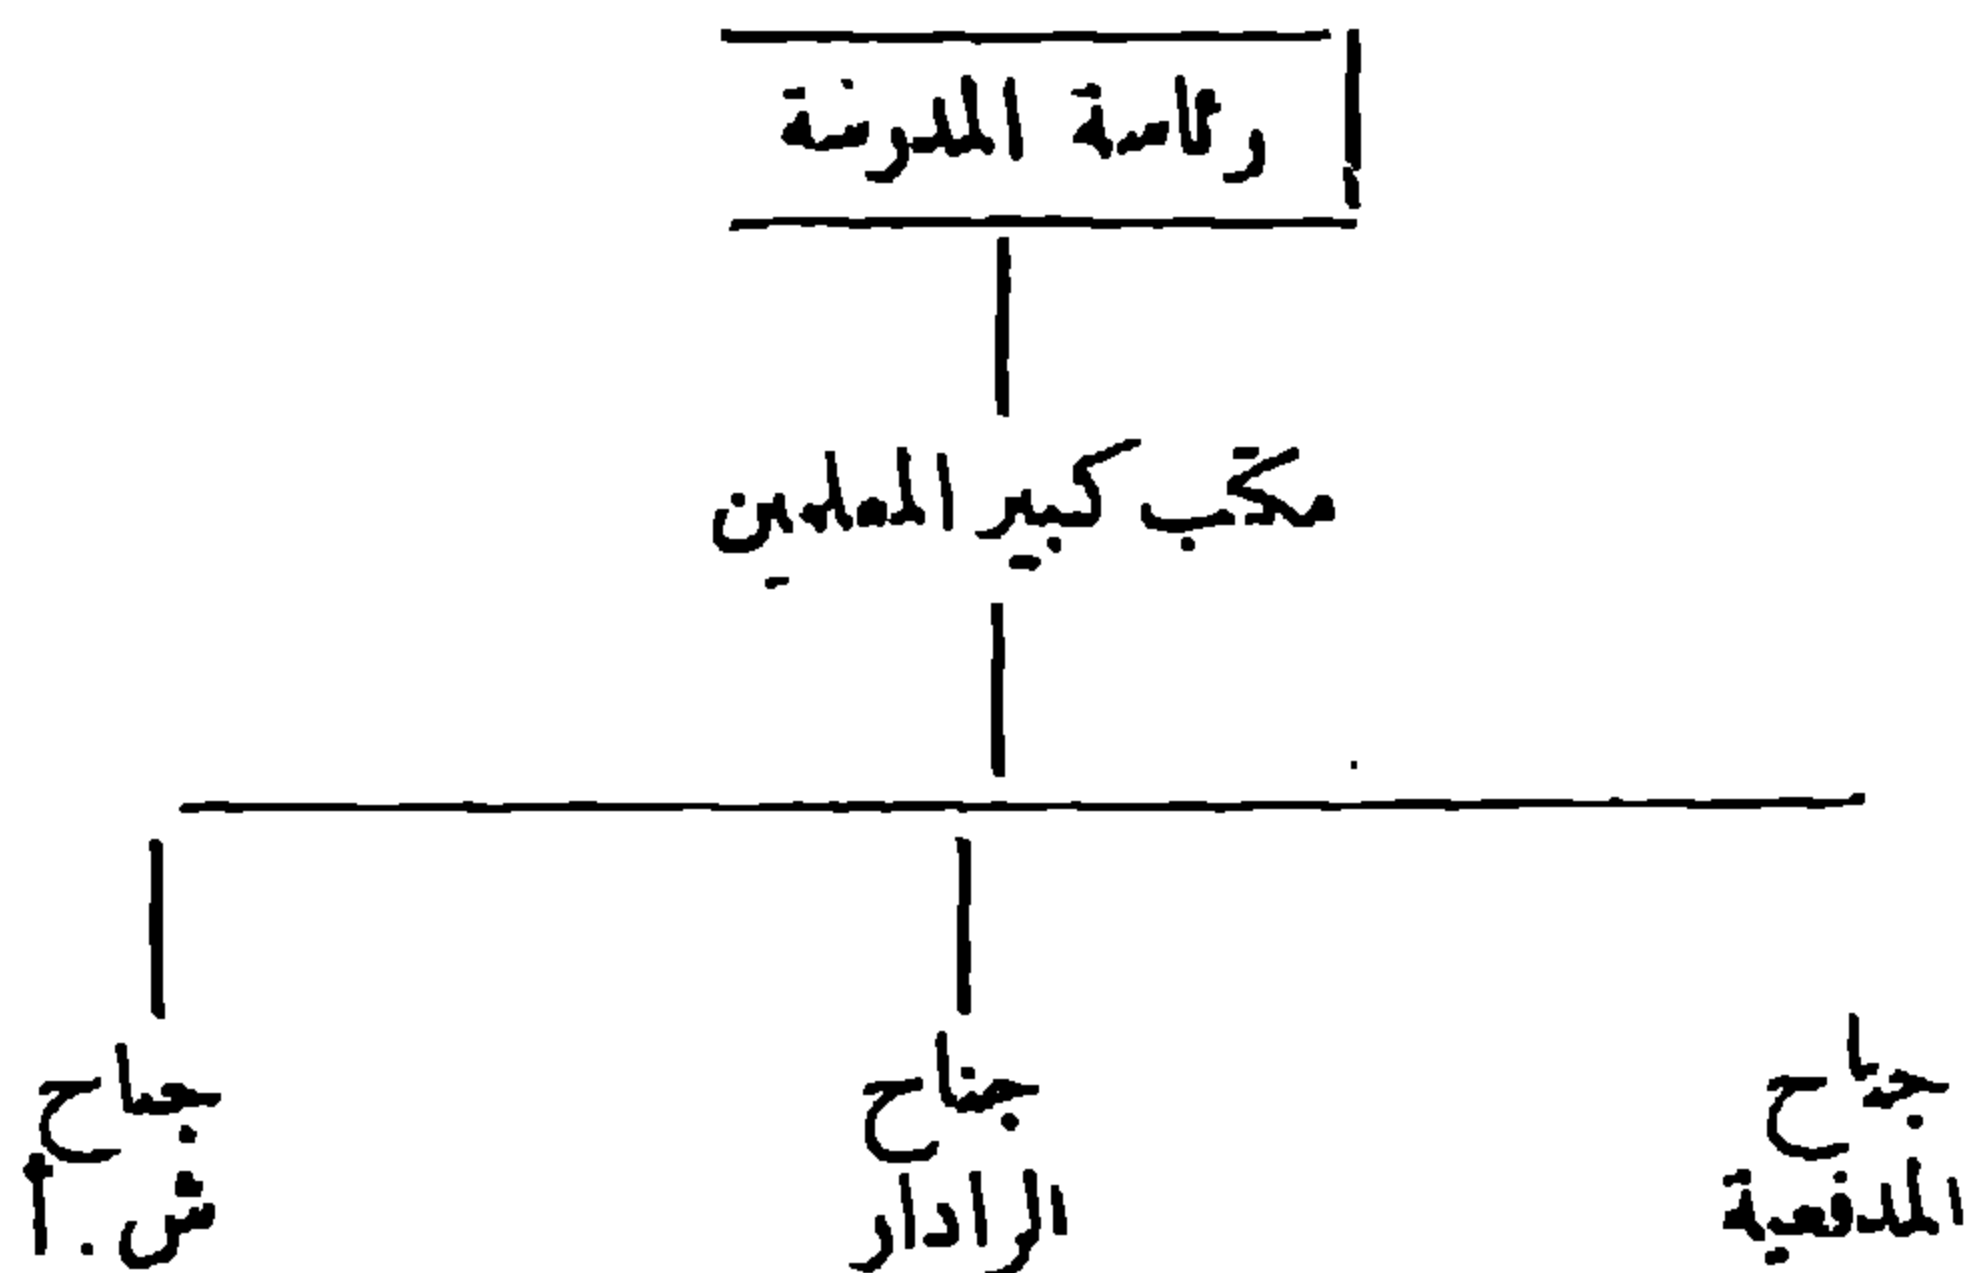 رئاسة المدرسة
مكتب كبير المعلمين
جناح المدفعية
جناح الرادار
جناح ش . أ